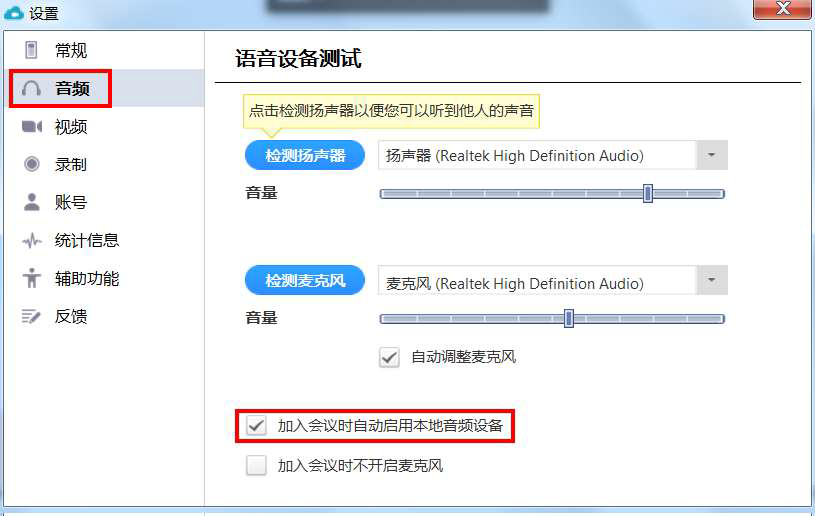 设置
常规
音频
视频
录制
账号
统计信息
辅助功能
反馈
语音设备测试
点击检测扬声器以便您可以听到他人的声音
检测扬声器
扬声器 (Realtek High Definition Audio)
音量
检测麦克风
麦克风 (Realtek High Definition Audio)
音量
自动调整麦克风
加入会议时自动启用本地音频设备
加入会议时不开启麦克风